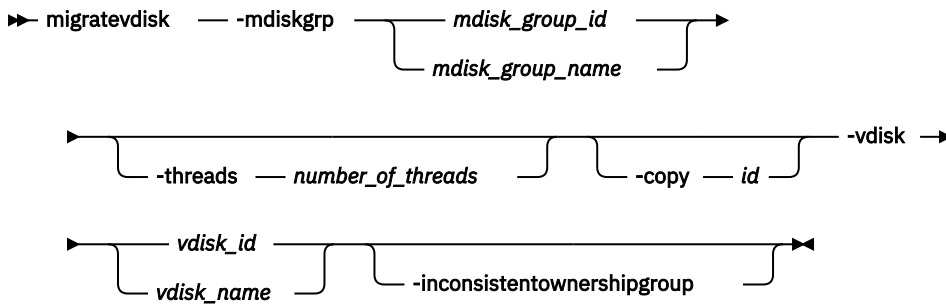 migratevdisk -mdiskgrp mdisk_group_id
mdisk_group_name
-vdisk
-threads number_of_threads -copy id
vdisk_id
vdisk_name -inconsistentownershipgroup